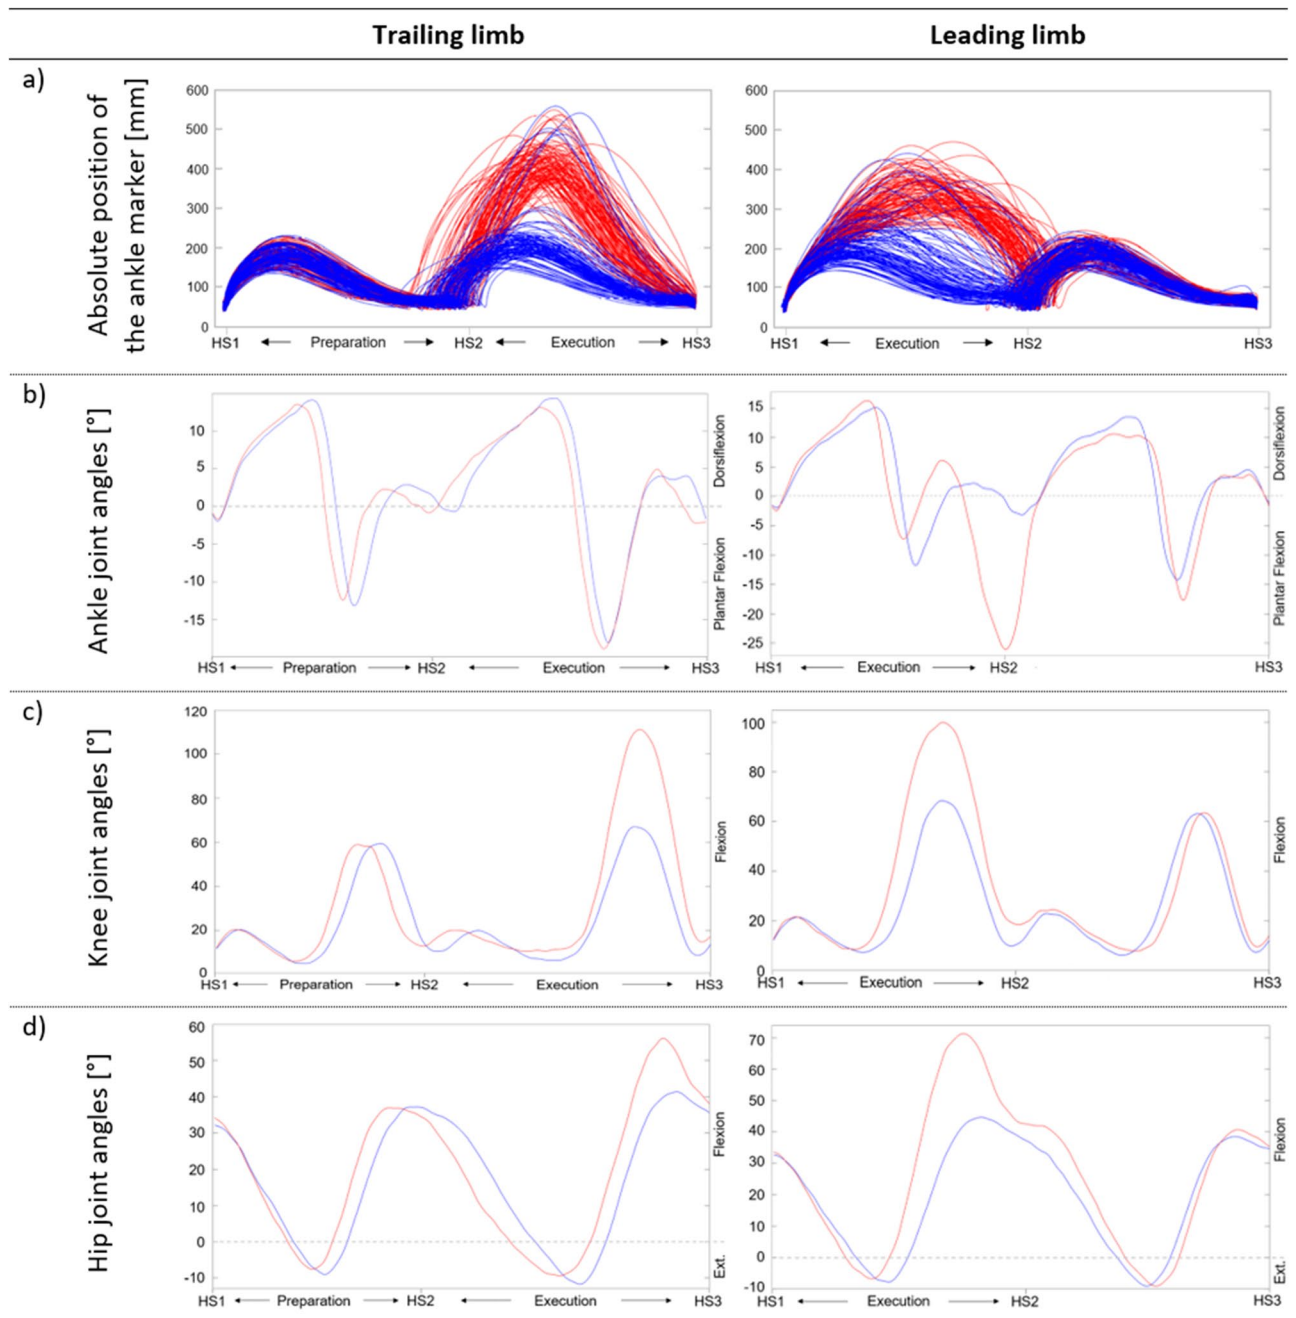 Trailing limb
Leading limb
a)
Absolute position of
the ankle marker [mm]
600
500
400
300
200
100
0
HS1
Preparation
HS2
Execution
HS3
600
500
400
300
200
100
0
HS1
Execution
HS2
HS3
b)
Ankle joint angles [°]
10
5
0
-5
-10
-15
Dorsiflexion
Plantar Flexion
HS1
Preparation
HS2
Execution
HS3
15
10
5
0
-5
-10
-15
-20
-25
Dorsiflexion
Plantar Flexion
HS1
Execution
HS2
HS3
c)
Knee joint angles [°]
120
100
80
60
40
20
0
Flexion
HS1
Preparation
HS2
Execution
HS3
100
80
60
40
20
0
Flexion
HS1
Execution
HS2
HS3
d)
Hip joint angles [°]
60
50
40
30
20
10
0
-10
Flexion
Ext.
HS1
Preparation
HS2
Execution
HS3
70
60
50
40
30
20
10
0
-10
Flexion
Ext.
HS1
Execution
HS2
HS3